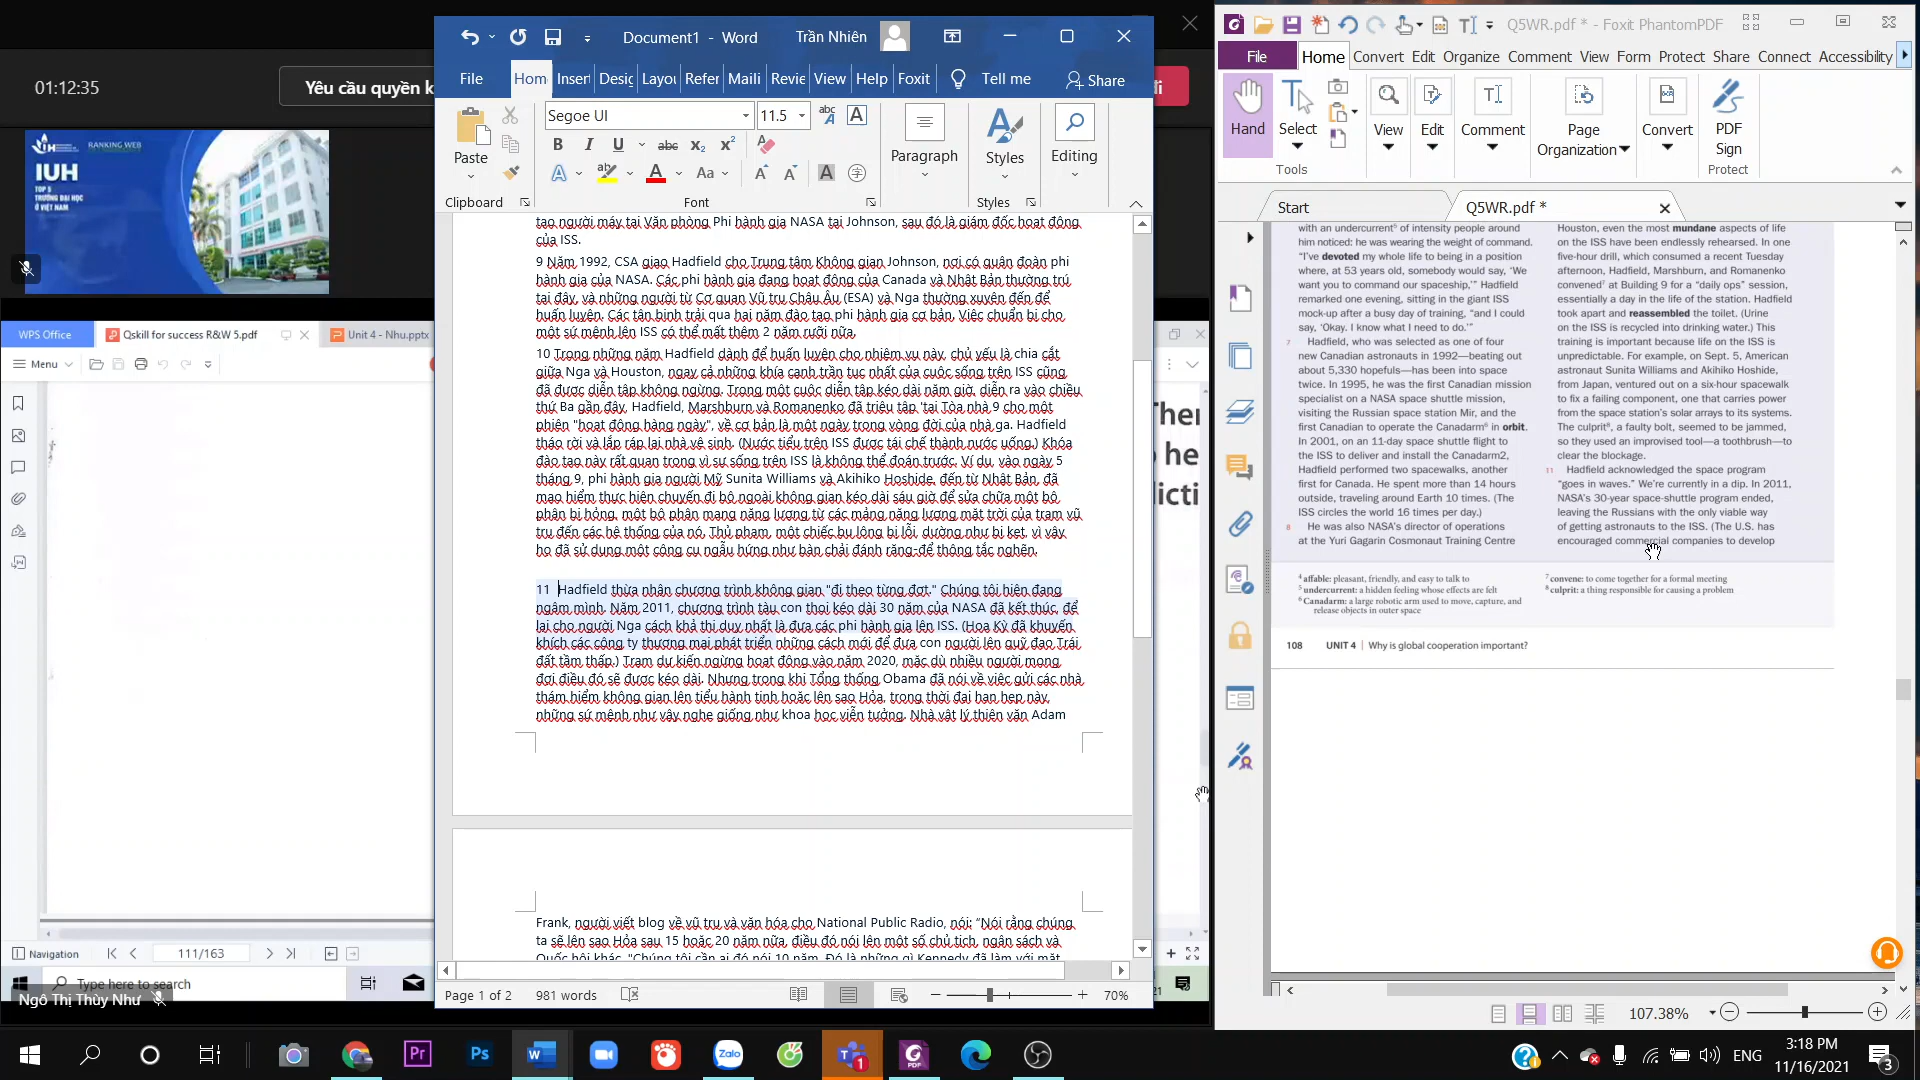 01:12:35
Yêu cầu quyền k
RANKING WEB
IUH
TOP 5
TRƯỜNG ĐẠI HỌC
Ở VIỆT NAM
WPS Office
Qskill for success R&W 5.pdf
Unit 4 - Nhu.pptx
Menu
Navigation
111/163
Type here to search
Ngô Thị Thùy Như
Document1 - Word
Trần Nhiên
File
Hom
Inser
Desig
Layou
Refer
Maili
Revie
View
Help
Foxit
Tell me
Share
Paste
Clipboard
Segoe UI
11.5
Font
Paragraph
Styles
Styles
Editing
tạo người máy tại Văn phòng Phi hành gia NASA tại Johnson, sau đó là giám đốc hoạt động
của ISS.
9 Năm 1992, CSA giao Hadfield cho Trung tâm Không gian Johnson, nơi có quân đoàn phi
hành gia của NASA. Các phi hành gia đang hoạt động của Canada và Nhật Bản thường trú
tại đây, và những người từ Cơ quan Vũ trụ Châu Âu (ESA) và Nga thường xuyên đến để
huấn luyện. Các tân binh trải qua hai năm đào tạo phi hành gia cơ bản. Việc chuẩn bị cho
một sứ mệnh lên ISS có thể mất thêm 2 năm rưỡi nữa.
10 Trong những năm Hadfield dành để huấn luyện cho nhiệm vụ này, chủ yếu là chia cắt
giữa Nga và Houston, ngay cả những khía cạnh trần tục nhất của cuộc sống trên ISS cũng
đã được diễn tập không ngừng. Trong một cuộc diễn tập kéo dài năm giờ, diễn ra vào chiều
thứ Ba gần đây, Hadfield, Marshburn và Romanenko đã triệu tập 'tại Tòa nhà 9 cho một
phiên "hoạt động hàng ngày", về cơ bản là một ngày trong vòng đời của nhà ga. Hadfield
tháo rời và lắp ráp lại nhà vệ sinh. (Nước tiểu trên ISS được tái chế thành nước uống.) Khóa
đào tạo này rất quan trọng vì sự sống trên ISS là không thể đoán trước. Ví dụ, vào ngày 5
tháng 9, phi hành gia người Mỹ Sunita Williams và Akihiko Hoshide, đến từ Nhật Bản, đã
mạo hiểm thực hiện chuyến đi bộ ngoài không gian kéo dài sáu giờ để sửa chữa một bộ
phận bị hỏng, một bộ phận mang năng lượng từ các mảng năng lượng mặt trời của trạm vũ
trụ đến các hệ thống của nó. Thủ phạm, một chiếc bu lông bị lỗi, dường như bị kẹt, vì vậy
họ đã sử dụng một công cụ ngẫu hứng như bàn chải đánh răng-để thông tắc nghẽn.
11 Hadfield thừa nhận chương trình không gian "đi theo từng đợt." Chúng tôi hiện đang
ngâm mình. Năm 2011, chương trình tàu con thoi kéo dài 30 năm của NASA đã kết thúc, để
lại cho người Nga cách khả thi duy nhất là đưa các phi hành gia lên ISS. (Hoa Kỳ đã khuyến
khích các công ty thương mại phát triển những cách mới để đưa con người lên quỹ đạo Trái
đất tầm thấp.) Trạm dự kiến ngừng hoạt động vào năm 2020, mặc dù nhiều người mong
đợi điều đó sẽ được kéo dài. Nhưng trong khi Tổng thống Obama đã nói về việc gửi các nhà
thám hiểm không gian lên tiểu hành tinh hoặc lên sao Hỏa, trong thời đại hạn hẹp này,
những sứ mệnh như vậy nghe giống như khoa học viễn tưởng. Nhà vật lý thiên văn Adam
Frank, người viết blog về vũ trụ và văn hóa cho National Public Radio, nói: “Nói rằng chúng
ta sẽ lên sao Hỏa sau 15 hoặc 20 năm nữa, điều đó nói lên một số chủ tịch, ngân sách và
Quốc hội khác. "Chúng tôi cần ai đó nói 10 năm. Đó là những gì Kennedy đã làm với mặt
Page 1 of 2
981 words
70%
Ther
he
icti
Q5WR.pdf * - Foxit PhantomPDF
File
Home
Convert
Edit
Organize
Comment
View
Form
Protect
Share
Connect
Accessibility
Hand
Select
Tools
View
Edit
Comment
Page
Organization
Convert
PDF
Sign
Protect
Start
Q5WR.pdf *
with an undercurrent5 of intensity people around
him noticed: he was wearing the weight of command.
“I’ve devoted my whole life to being in a position
where, at 53 years old, somebody would say, ‘We
want you to command our spaceship,’” Hadfield
remarked one evening, sitting in the giant ISS
mock-up after a busy day of training, “and I could
say, ‘Okay. I know what I need to do.’”
7 Hadfield, who was selected as one of four
new Canadian astronauts in 1992—beating out
about 5,330 hopefuls—has been into space
twice. In 1995, he was the first Canadian mission
specialist on a NASA space shuttle mission,
visiting the Russian space station Mir, and the
first Canadian to operate the Canadarm6 in orbit.
In 2001, on an 11-day space shuttle flight to
the ISS to deliver and install the Canadarm2,
Hadfield performed two spacewalks, another
first for Canada. He spent more than 14 hours
outside, traveling around Earth 10 times. (The
ISS circles the world 16 times per day.)
8 He was also NASA’s director of operations
at the Yuri Gagarin Cosmonaut Training Centre
Houston, even the most mundane aspects of life
on the ISS have been endlessly rehearsed. In one
five-hour drill, which consumed a recent Tuesday
afternoon, Hadfield, Marshburn, and Romanenko
convened7 at Building 9 for a “daily ops” session,
essentially a day in the life of the station. Hadfield
took apart and reassembled the toilet. (Urine
on the ISS is recycled into drinking water.) This
training is important because life on the ISS is
unpredictable. For example, on Sept. 5, American
astronaut Sunita Williams and Akihiko Hoshide,
from Japan, ventured out on a six-hour spacewalk
to fix a failing component, one that carries power
from the space station’s solar arrays to its systems.
The culprit8, a faulty bolt, seemed to be jammed,
so they used an improvised tool—a toothbrush—to
clear the blockage.
11 Hadfield acknowledged the space program
“goes in waves.” We’re currently in a dip. In 2011,
NASA’s 30-year space-shuttle program ended,
leaving the Russians with the only viable way
of getting astronauts to the ISS. (The U.S. has
encouraged commercial companies to develop
4 affable: pleasant, friendly, and easy to talk to
5 undercurrent: a hidden feeling whose effects are felt
6 Canadarm: a large robotic arm used to move, capture, and
release objects in outer space
7 convene: to come together for a formal meeting
8 culprit: a thing responsible for causing a problem
108 UNIT 4 | Why is global cooperation important?
107.38%
ENG
3:18 PM
11/16/2021
3